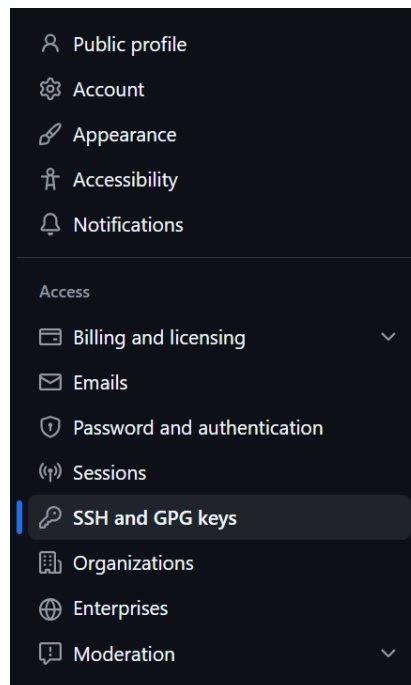 Public profile
Account
Appearance
Accessibility
Notifications
Access
Billing and licensing
Emails
Password and authentication
Sessions
SSH and GPG keys
Organizations
Enterprises
Moderation